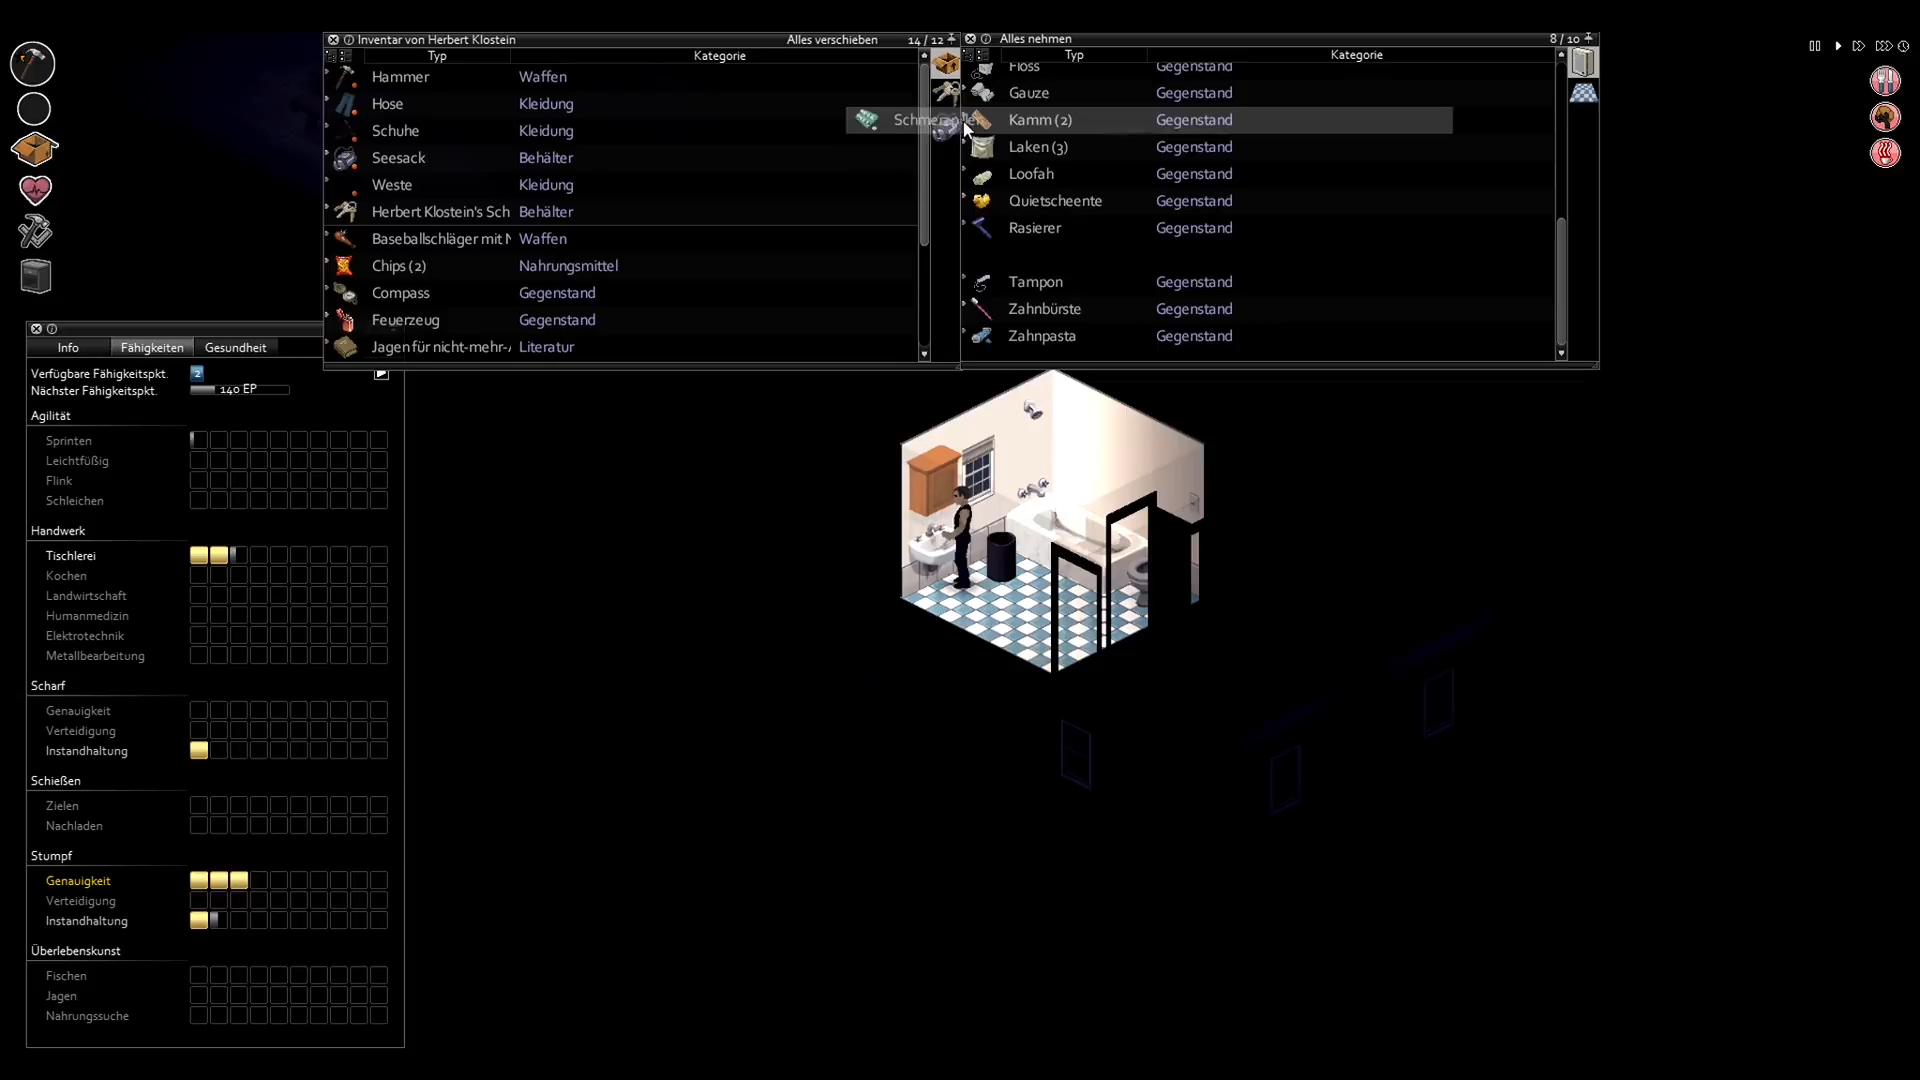 Inventar von Herbert Klostein Alles verschieben 14 / 12
Typ Kategorie
Hammer Waffen
Hose Kleidung
Schuhe Kleidung
Seesack Behälter
Weste Kleidung
Herbert Klostein's Sch Behälter
Baseballschläger mit N Waffen
Chips (2) Nahrungsmittel
Compass Gegenstand
Feuerzeug Gegenstand
Jagen für nicht-mehr-A Literatur
Alles nehmen 8 / 10
Typ Kategorie
Floss Gegenstand
Gauze Gegenstand
Kamm (2) Gegenstand
Laken (3) Gegenstand
Loofah Gegenstand
Quietscheente Gegenstand
Rasierer Gegenstand
Tampon Gegenstand
Zahnbürste Gegenstand
Zahnpasta Gegenstand
Info Fähigkeiten Gesundheit
Verfügbare Fähigkeitspkt. 2
Nächster Fähigkeitspkt. 140 EP
Agilität
Sprinten
Leichtfüßig
Flink
Schleichen
Handwerk
Tischlerei
Kochen
Landwirtschaft
Humanmedizin
Elektrotechnik
Metallbearbeitung
Scharf
Genauigkeit
Verteidigung
Instandhaltung
Schießen
Zielen
Nachladen
Stumpf
Genauigkeit
Verteidigung
Instandhaltung
Überlebenskunst
Fischen
Jagen
Nahrungssuche